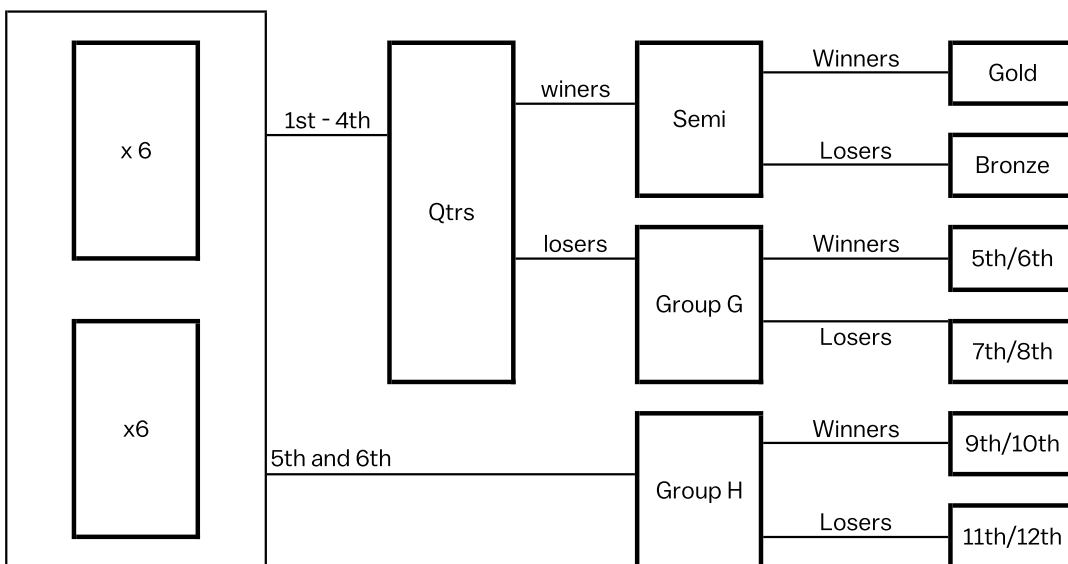 x 6
x6
1st - 4th
5th and 6th
Qtrs
winers
losers
Semi
Group G
Group H
Winners
Losers
Winners
Losers
Winners
Losers
Gold
Bronze
5th/6th
7th/8th
9th/10th
11th/12th